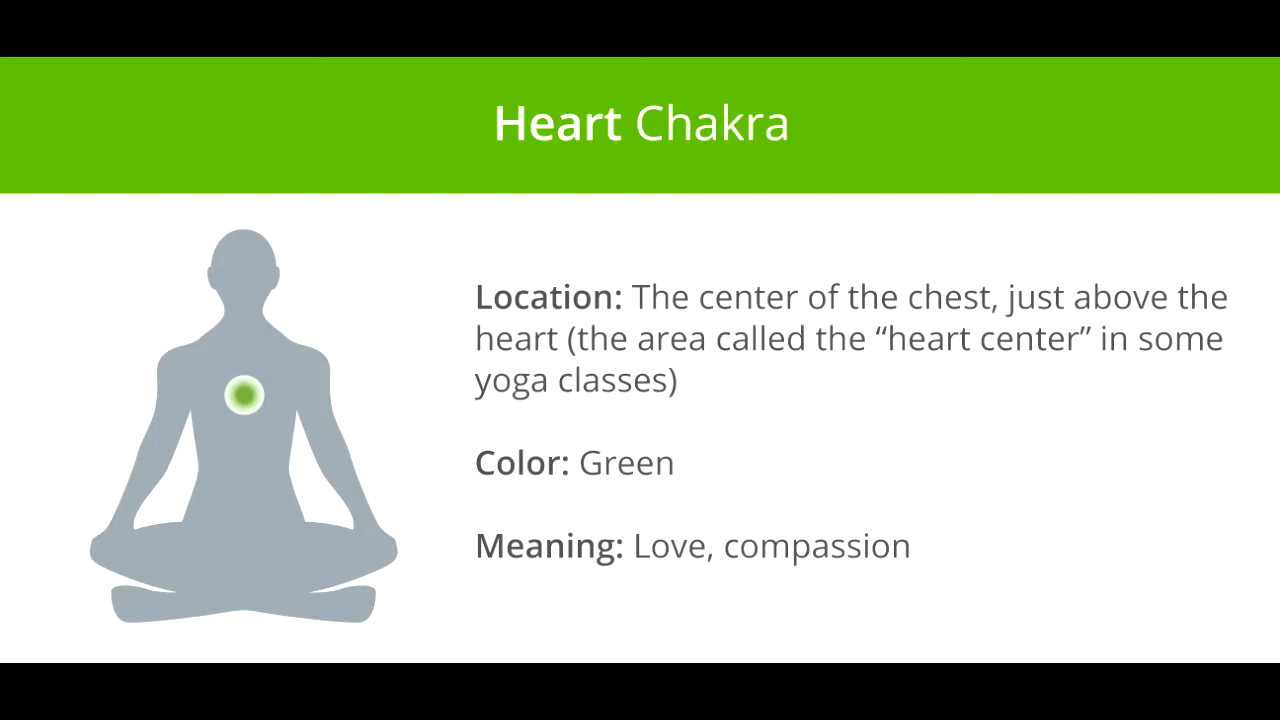 Heart Chakra
Location: The center of the chest, just above the
heart (the area called the “heart center” in some
yoga classes)
Color: Green
Meaning: Love, compassion